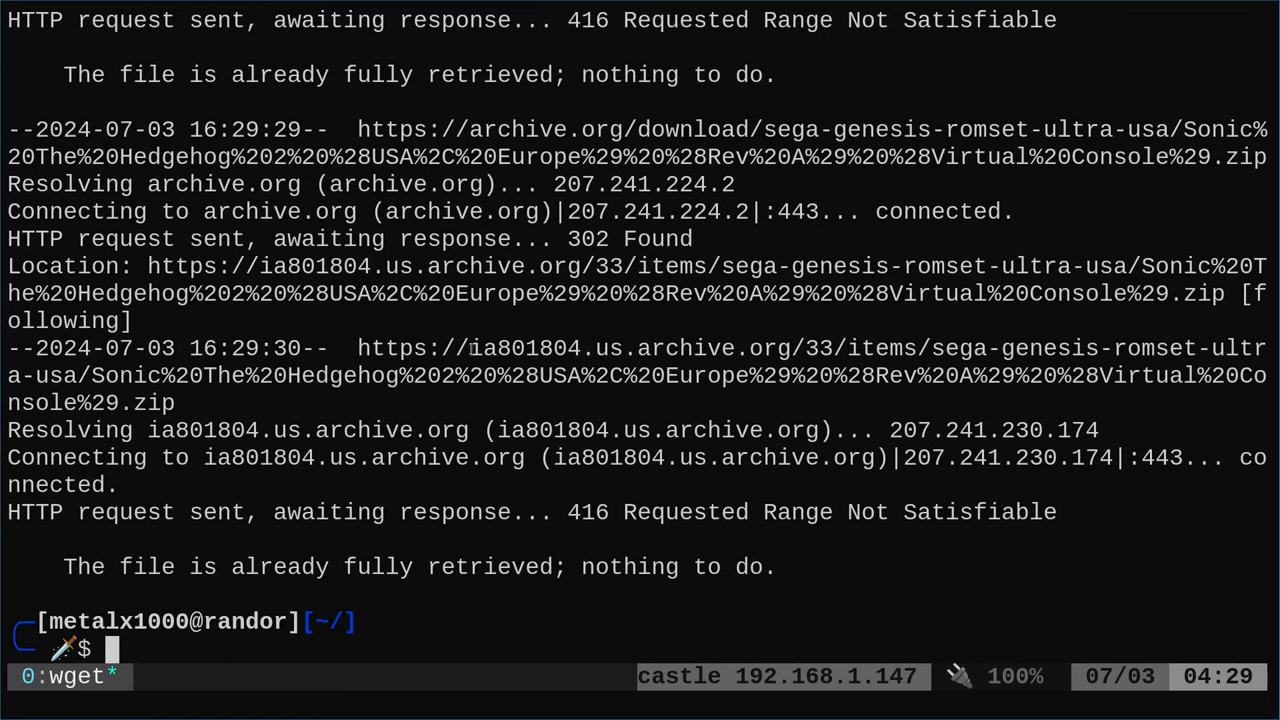 HTTP request sent, awaiting response... 416 Requested Range Not Satisfiable
    The file is already fully retrieved; nothing to do.
--2024-07-03 16:29:29--  https://archive.org/download/sega-genesis-romset-ultra-usa/Sonic%
20The%20Hedgehog%202%20%28USA%2C%20Europe%29%20%28Rev%20A%29%20%28Virtual%20Console%29.zip
Resolving archive.org (archive.org)... 207.241.224.2
Connecting to archive.org (archive.org)|207.241.224.2|:443... connected.
HTTP request sent, awaiting response... 302 Found
Location: https://ia801804.us.archive.org/33/items/sega-genesis-romset-ultra-usa/Sonic%20T
he%20Hedgehog%202%20%28USA%2C%20Europe%29%20%28Rev%20A%29%20%28Virtual%20Console%29.zip [f
ollowing]
--2024-07-03 16:29:30--  https://ia801804.us.archive.org/33/items/sega-genesis-romset-ultr
a-usa/Sonic%20The%20Hedgehog%202%20%28USA%2C%20Europe%29%20%28Rev%20A%29%20%28Virtual%20Co
nsole%29.zip
Resolving ia801804.us.archive.org (ia801804.us.archive.org)... 207.241.230.174
Connecting to ia801804.us.archive.org (ia801804.us.archive.org)|207.241.230.174|:443... co
nnected.
HTTP request sent, awaiting response... 416 Requested Range Not Satisfiable
    The file is already fully retrieved; nothing to do.
[metalx1000@randor][~/]
🗡️$
0:wget* castle 192.168.1.147 🔌 100% 07/03 04:29